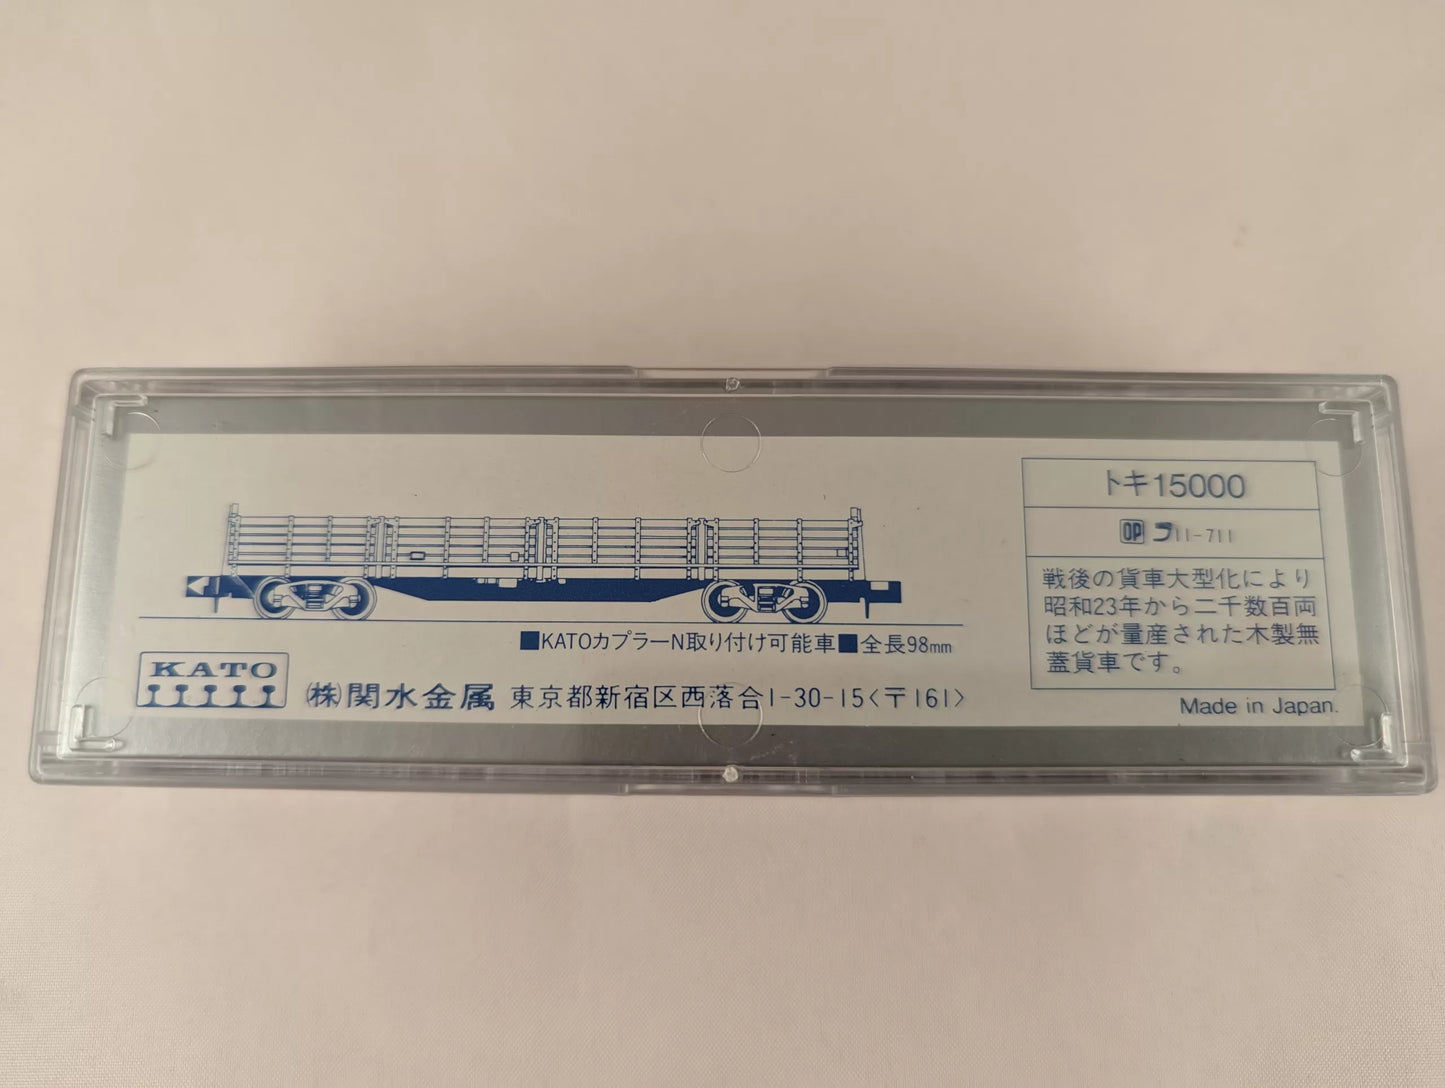 トキ15000
OP プ11-711
戦後の貨車大型化により
昭和23年から二千数百両
ほどが量産された木製無
蓋貨車です。
■KATOカプラーN取り付け可能車■全長98mm
KATO
(株)関水金属 東京都新宿区西落合1-30-15〈〒161〉
Made in Japan.